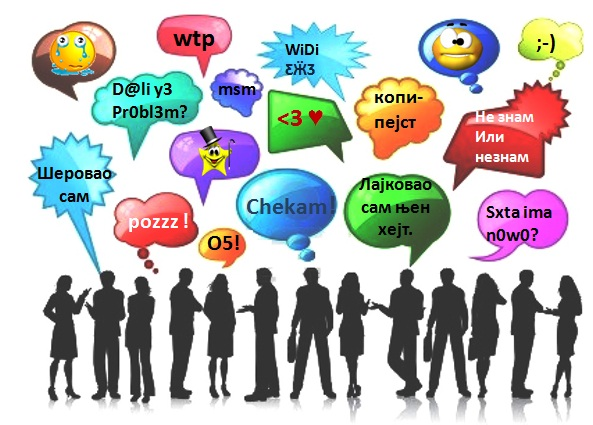 wtp
WiDi
Ƹ̵̡Ӝ̵̨̄Ʒ
;-)
D@li y3
Pr0bl3m?
msm
<3 ♥
копи-
пејст
Не знам
Или
незнам
Шеровао
сам
pozzz !
O5!
Chekam!
Лајковао
сам њен
хејт.
Sxta ima
n0w0?